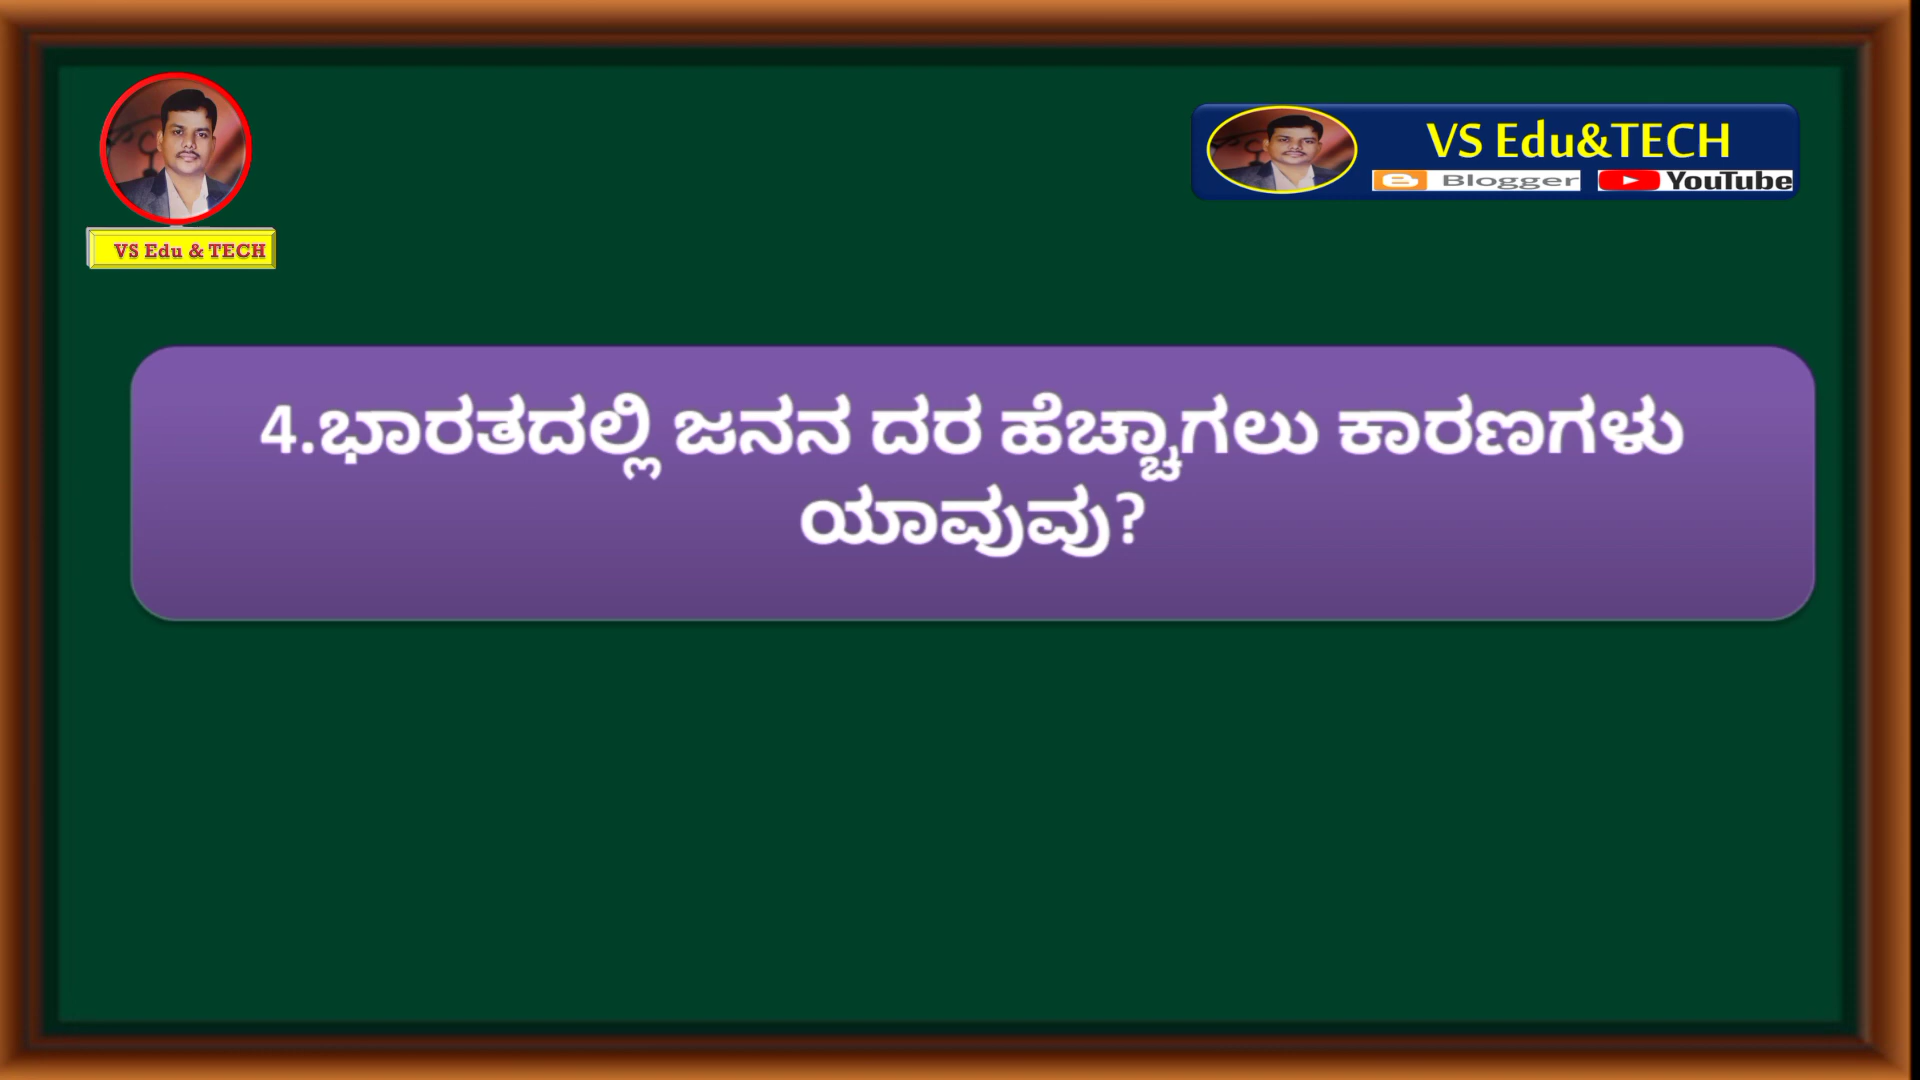 VS Edu & TECH
VS Edu&TECH
Blogger YouTube
4.ಭಾರತದಲ್ಲಿ ಜನನ ದರ ಹೆಚ್ಚಾಗಲು ಕಾರಣಗಳು
ಯಾವುವು?